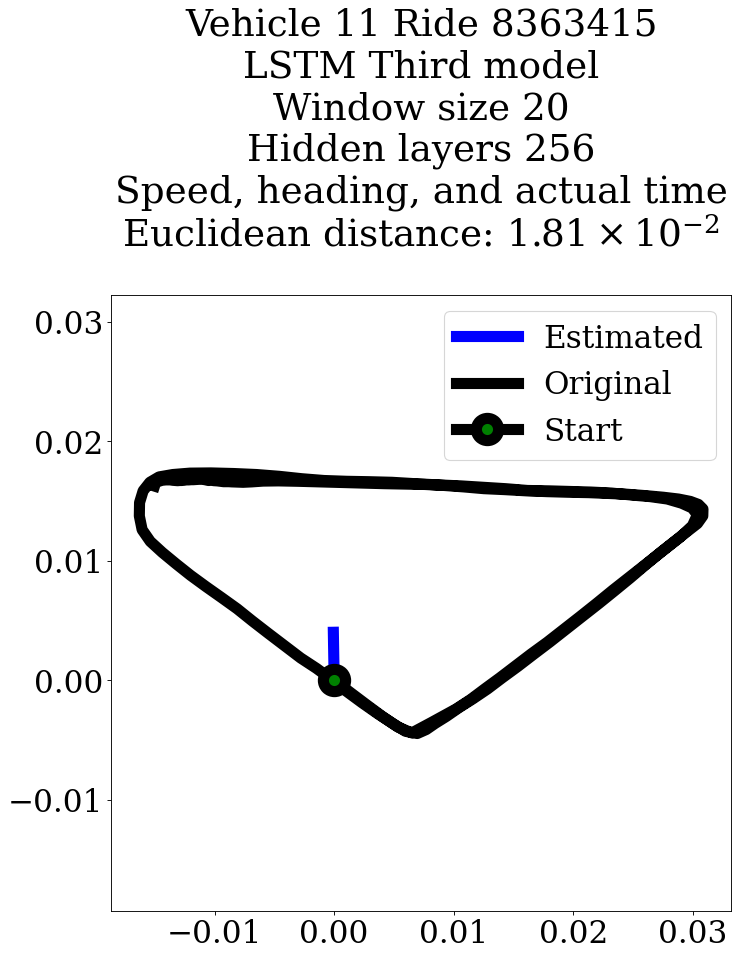 Vehicle 11 Ride 8363415
LSTM Third model
Window size 20
Hidden layers 256
Speed, heading, and actual time
Euclidean distance: 1.81 × 10⁻²
Estimated
Original
Start
0.03
0.02
0.01
0.00
−0.01
−0.01 0.00 0.01 0.02 0.03